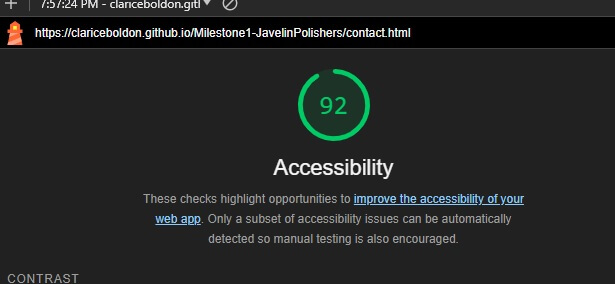 7:57:24 PM - clariceboldon.git
https://clariceboldon.github.io/Milestone1-JavelinPolishers/contact.html
92
Accessibility
These checks highlight opportunities to improve the accessibility of your
web app. Only a subset of accessibility issues can be automatically
detected so manual testing is also encouraged.
CONTRAST